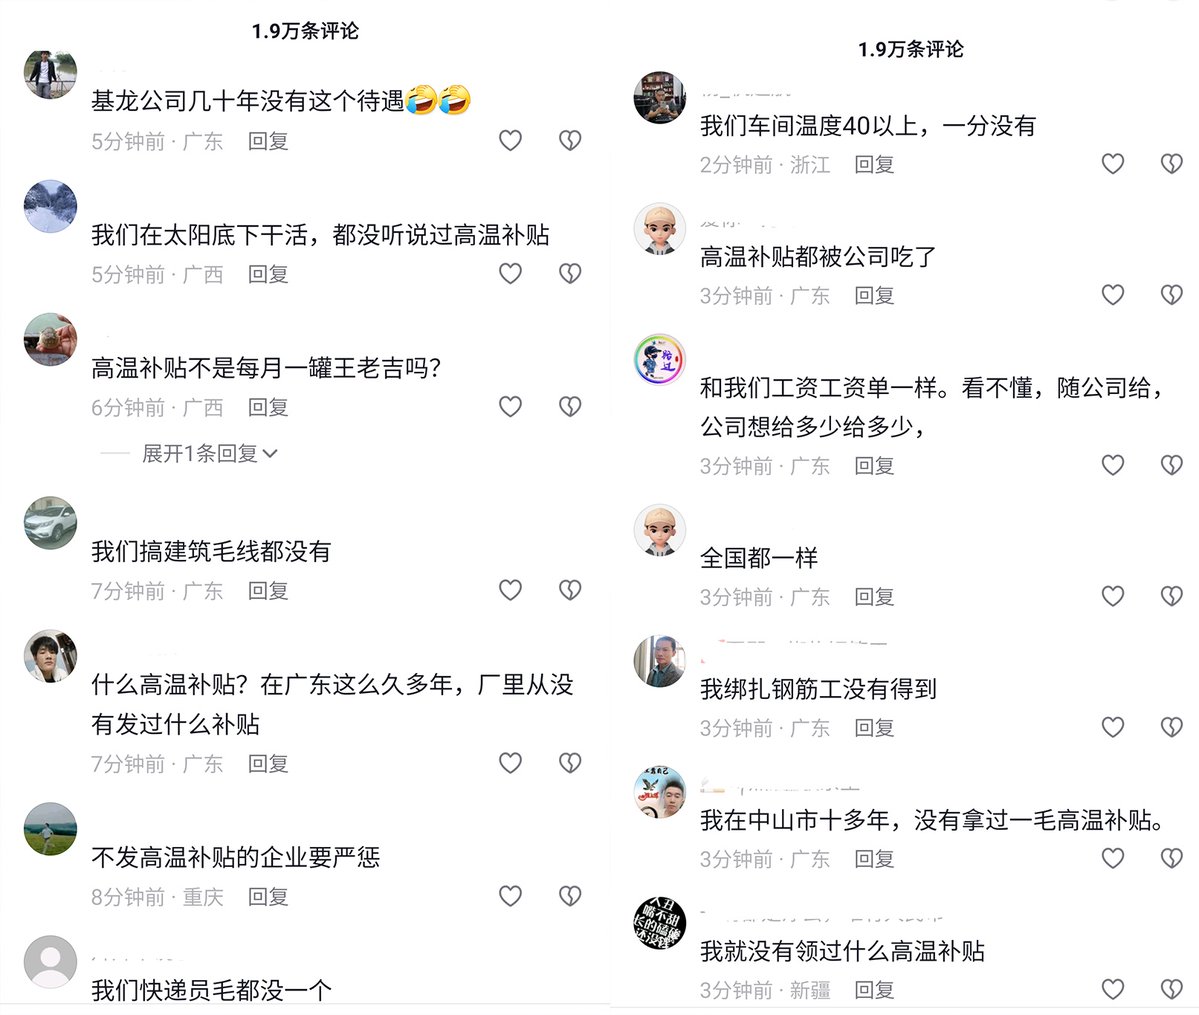 1.9万条评论
基龙公司几十年没有这个待遇🤣🤣
5分钟前 · 广东 回复
我们在太阳底下干活，都没听说过高温补贴
5分钟前 · 广西 回复
高温补贴不是每月一罐王老吉吗？
6分钟前 · 广西 回复
展开1条回复
我们搞建筑毛线都没有
7分钟前 · 广东 回复
什么高温补贴？在广东这么久多年，厂里从没
有发过什么补贴
7分钟前 · 广东 回复
不发高温补贴的企业要严惩
8分钟前 · 重庆 回复
我们快递员毛都没一个
1.9万条评论
我们车间温度40以上，一分没有
2分钟前 · 浙江 回复
高温补贴都被公司吃了
3分钟前 · 广东 回复
和我们工资工资单一样。看不懂，随公司给，
公司想给多少给多少，
3分钟前 · 广东 回复
全国都一样
3分钟前 · 广东 回复
我绑扎钢筋工没有得到
3分钟前 · 广东 回复
我在中山市十多年，没有拿过一毛高温补贴。
3分钟前 · 广东 回复
我就没有领过什么高温补贴
3分钟前 · 新疆 回复